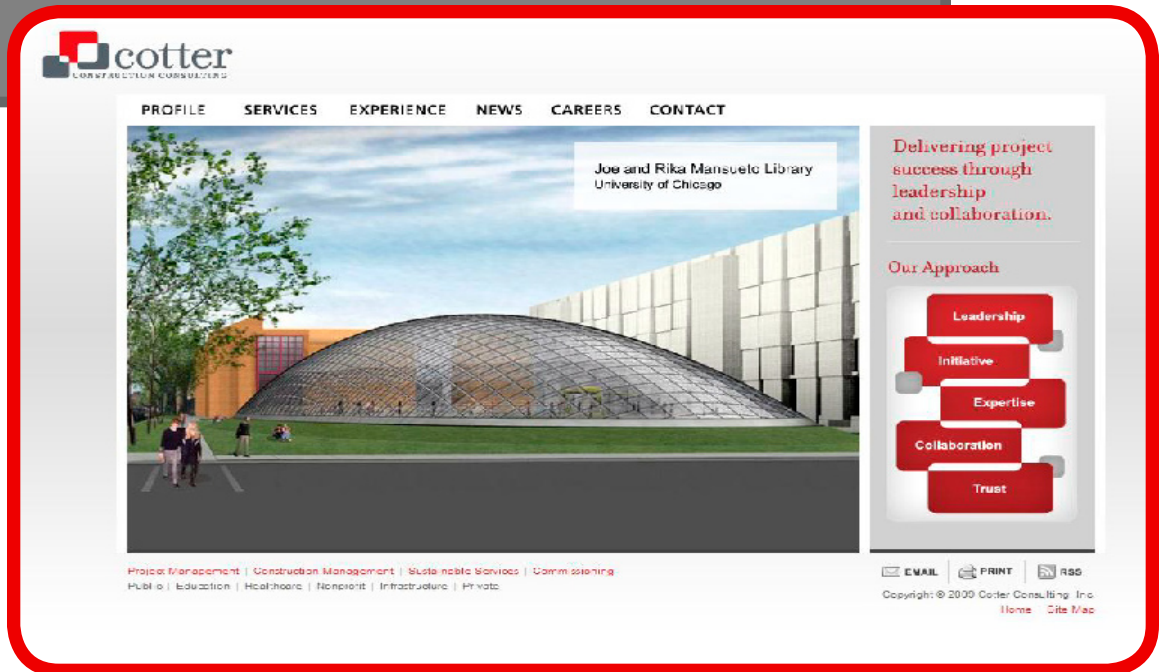 cotter
CONSTRUCTION CONSULTING
PROFILE SERVICES EXPERIENCE NEWS CAREERS CONTACT
Joe and Rika Mansueto Library
University of Chicago
Delivering project
success through
leadership
and collaboration.
Our Approach
Leadership
Initiative
Expertise
Collaboration
Trust
Project Management | Construction Management | Sustainable Services | Commissioning
Public | Education | Healthcare | Nonprofit | Infrastructure | Private
EMAIL PRINT RSS
Copyright © 2009 Cotter Consulting, Inc.
Home Site Map